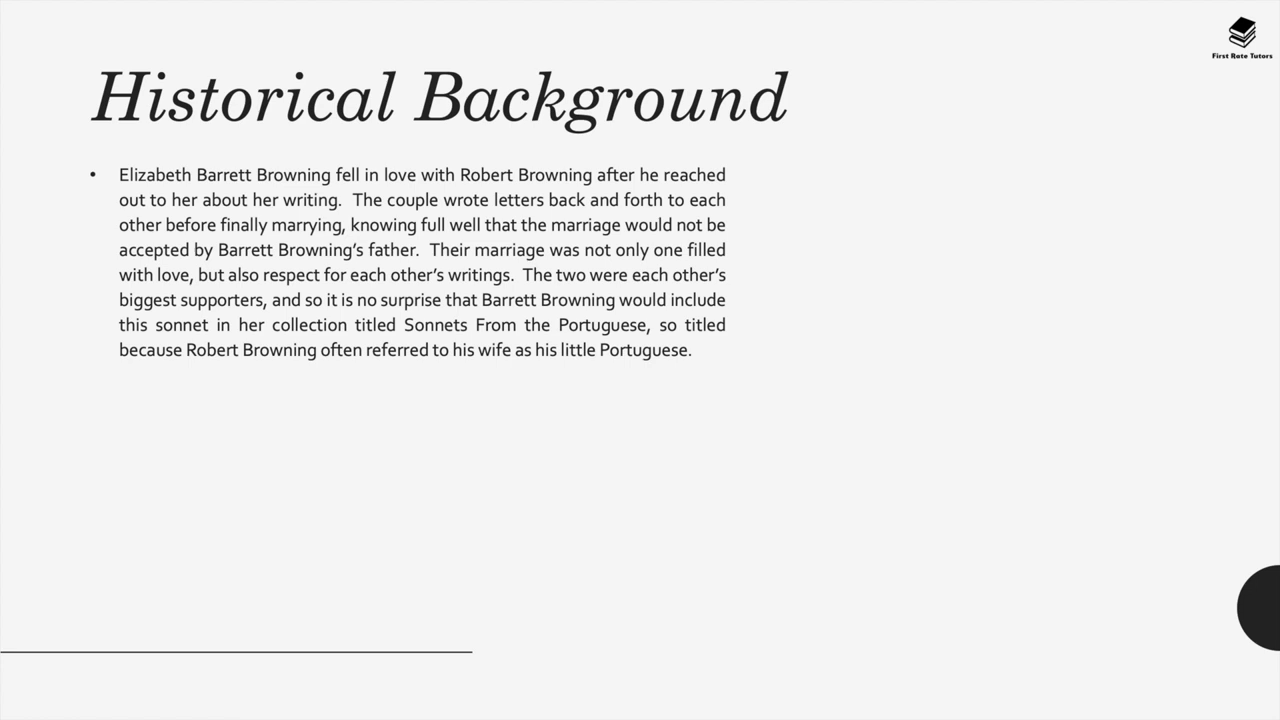 First Rate Tutors
Historical Background
• Elizabeth Barrett Browning fell in love with Robert Browning after he reached
out to her about her writing.  The couple wrote letters back and forth to each
other before finally marrying, knowing full well that the marriage would not be
accepted by Barrett Browning’s father.  Their marriage was not only one filled
with love, but also respect for each other’s writings.  The two were each other’s
biggest supporters, and so it is no surprise that Barrett Browning would include
this sonnet in her collection titled Sonnets From the Portuguese, so titled
because Robert Browning often referred to his wife as his little Portuguese.